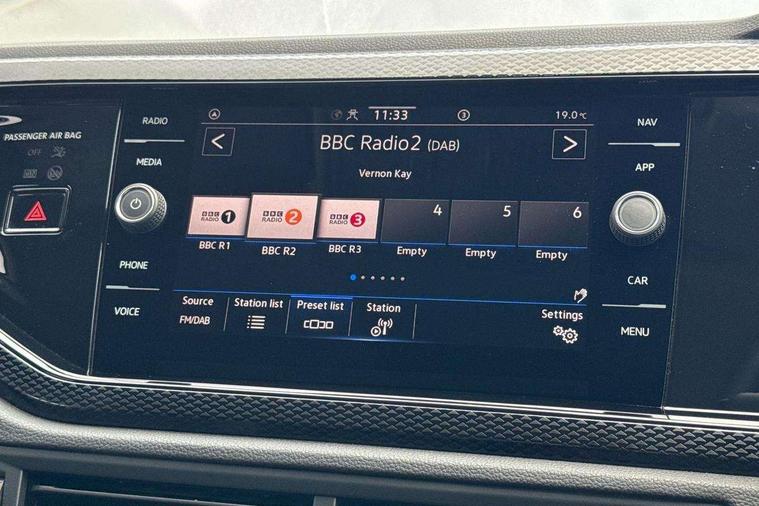 PASSENGER AIR BAG
OFF
RADIO
MEDIA
PHONE
VOICE
11:33
3
19.0°C
BBC Radio2 (DAB)
Vernon Kay
BBC RADIO 1
BBC RADIO 2
BBC RADIO 3
4
5
6
BBC R1
BBC R2
BBC R3
Empty
Empty
Empty
Source
FM/DAB
Station list
Preset list
Station
Settings
NAV
APP
CAR
MENU